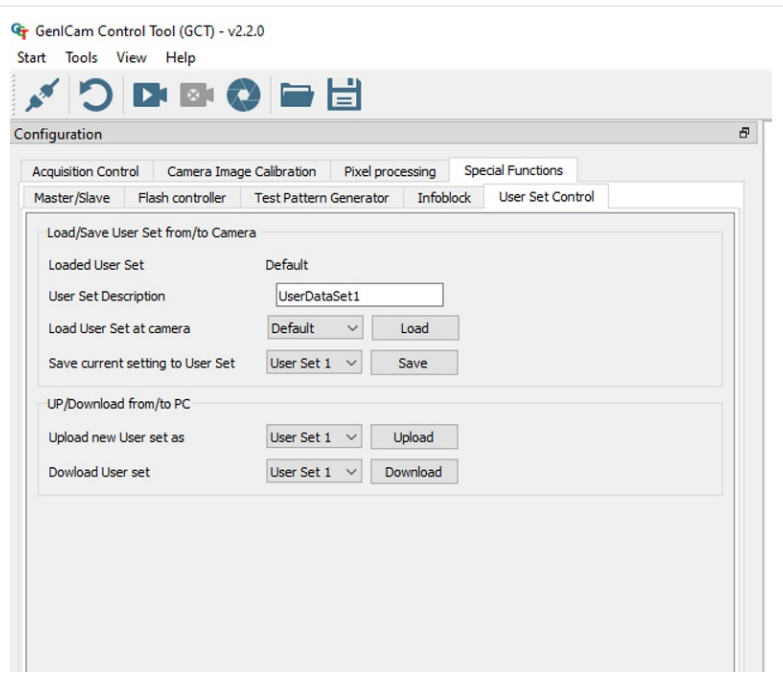 GenICam Control Tool (GCT) - v2.2.0
Start Tools View Help
Configuration
Acquisition Control Camera Image Calibration Pixel processing Special Functions
Master/Slave Flash controller Test Pattern Generator Infoblock User Set Control
Load/Save User Set from/to Camera
Loaded User Set Default
User Set Description UserDataSet1
Load User Set at camera Default Load
Save current setting to User Set User Set 1 Save
UP/Download from/to PC
Upload new User set as User Set 1 Upload
Dowload User set User Set 1 Download